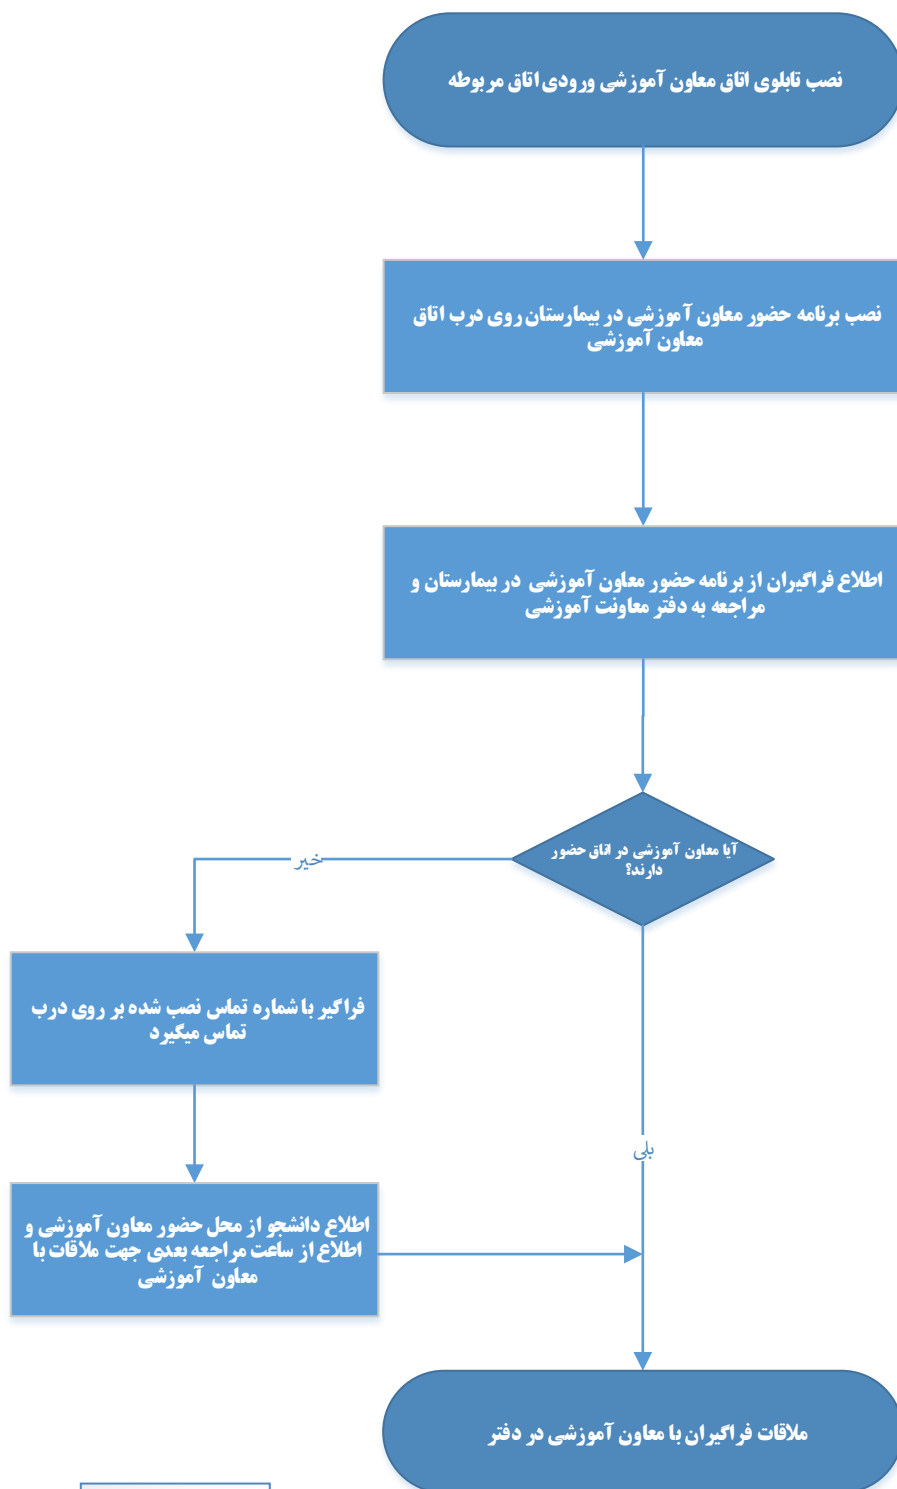 نصب تابلوی اتاق معاون آموزشی ورودی اتاق مربوطه
نصب برنامه حضور معاون آموزشی در بیمارستان روی درب اتاق
معاون آموزشی
اطلاع فراگیران از برنامه حضور معاون آموزشی در بیمارستان و
مراجعه به دفتر معاونت آموزشی
آیا معاون آموزشی در اتاق حضور
دارند؟
خیر
فراگیر با شماره تماس نصب شده بر روی درب
تماس میگیرد
بلی
اطلاع دانشجو از محل حضور معاون آموزشی و
اطلاع از ساعت مراجعه بعدی جهت ملاقات با
معاون آموزشی
ملاقات فراگیران با معاون آموزشی در دفتر